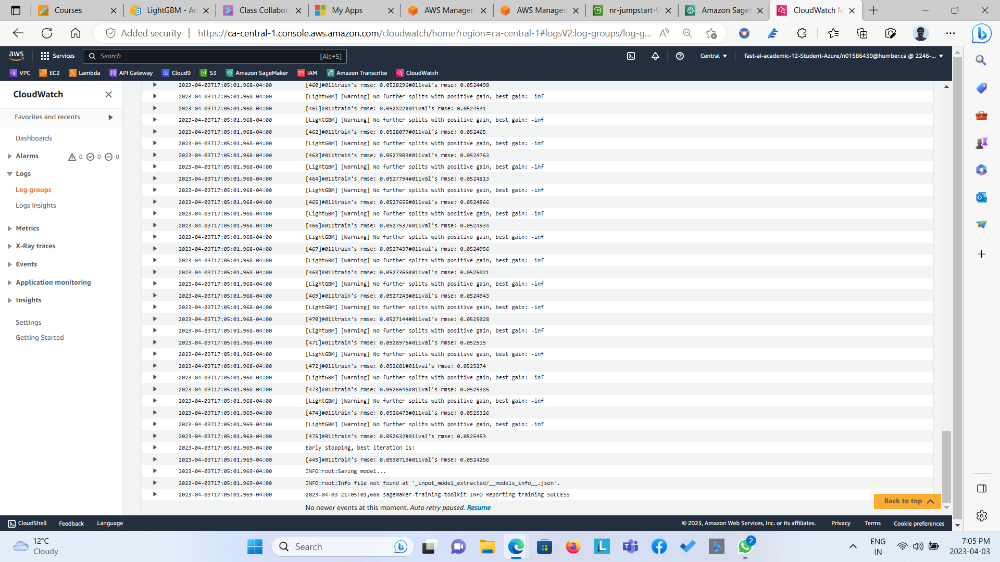 Courses
LightGBM - An
Class Collabora
My Apps
AWS Managem
AWS Managem
nr-jumpstart-9
Amazon SageM
CloudWatch M
Added security
https://ca-central-1.console.aws.amazon.com/cloudwatch/home?region=ca-central-1#logsV2:log-groups/log-g...
aws
Services
Search
[Alt+S]
Central
fast-ai-academic-12-Student-Azure/n01586439@humber.ca @ 2246-...
VPC
EC2
Lambda
API Gateway
Cloud9
S3
Amazon SageMaker
IAM
Amazon Transcribe
CloudWatch
CloudWatch
Favorites and recents
Dashboards
Alarms 0 0 0
Logs
Log groups
Logs Insights
Metrics
X-Ray traces
Events
Application monitoring
Insights
Settings
Getting Started
2023-04-03T17:05:01.968-04:00 [460]#011train's rmse: 0.0528296#011val's rmse: 0.0524498
2023-04-03T17:05:01.968-04:00 [LightGBM] [Warning] No further splits with positive gain, best gain: -inf
2023-04-03T17:05:01.968-04:00 [461]#011train's rmse: 0.052822#011val's rmse: 0.0524531
2023-04-03T17:05:01.968-04:00 [LightGBM] [Warning] No further splits with positive gain, best gain: -inf
2023-04-03T17:05:01.968-04:00 [462]#011train's rmse: 0.0528077#011val's rmse: 0.052465
2023-04-03T17:05:01.968-04:00 [LightGBM] [Warning] No further splits with positive gain, best gain: -inf
2023-04-03T17:05:01.968-04:00 [463]#011train's rmse: 0.0527903#011val's rmse: 0.0524763
2023-04-03T17:05:01.968-04:00 [LightGBM] [Warning] No further splits with positive gain, best gain: -inf
2023-04-03T17:05:01.968-04:00 [464]#011train's rmse: 0.0527794#011val's rmse: 0.0524813
2023-04-03T17:05:01.968-04:00 [LightGBM] [Warning] No further splits with positive gain, best gain: -inf
2023-04-03T17:05:01.968-04:00 [465]#011train's rmse: 0.0527655#011val's rmse: 0.0524866
2023-04-03T17:05:01.968-04:00 [LightGBM] [Warning] No further splits with positive gain, best gain: -inf
2023-04-03T17:05:01.968-04:00 [466]#011train's rmse: 0.0527537#011val's rmse: 0.0524934
2023-04-03T17:05:01.968-04:00 [LightGBM] [Warning] No further splits with positive gain, best gain: -inf
2023-04-03T17:05:01.968-04:00 [467]#011train's rmse: 0.0527437#011val's rmse: 0.0524956
2023-04-03T17:05:01.968-04:00 [LightGBM] [Warning] No further splits with positive gain, best gain: -inf
2023-04-03T17:05:01.968-04:00 [468]#011train's rmse: 0.0527366#011val's rmse: 0.0525021
2023-04-03T17:05:01.968-04:00 [LightGBM] [Warning] No further splits with positive gain, best gain: -inf
2023-04-03T17:05:01.968-04:00 [469]#011train's rmse: 0.0527243#011val's rmse: 0.0524943
2023-04-03T17:05:01.968-04:00 [LightGBM] [Warning] No further splits with positive gain, best gain: -inf
2023-04-03T17:05:01.968-04:00 [470]#011train's rmse: 0.0527144#011val's rmse: 0.0525028
2023-04-03T17:05:01.968-04:00 [LightGBM] [Warning] No further splits with positive gain, best gain: -inf
2023-04-03T17:05:01.968-04:00 [471]#011train's rmse: 0.0526975#011val's rmse: 0.052515
2023-04-03T17:05:01.968-04:00 [LightGBM] [Warning] No further splits with positive gain, best gain: -inf
2023-04-03T17:05:01.968-04:00 [472]#011train's rmse: 0.052681#011val's rmse: 0.0525274
2023-04-03T17:05:01.968-04:00 [LightGBM] [Warning] No further splits with positive gain, best gain: -inf
2023-04-03T17:05:01.968-04:00 [473]#011train's rmse: 0.0526646#011val's rmse: 0.0525385
2023-04-03T17:05:01.968-04:00 [LightGBM] [Warning] No further splits with positive gain, best gain: -inf
2023-04-03T17:05:01.969-04:00 [474]#011train's rmse: 0.0526473#011val's rmse: 0.0525326
2023-04-03T17:05:01.969-04:00 [LightGBM] [Warning] No further splits with positive gain, best gain: -inf
2023-04-03T17:05:01.969-04:00 [475]#011train's rmse: 0.052632#011val's rmse: 0.0525453
2023-04-03T17:05:01.969-04:00 Early stopping, best iteration is:
2023-04-03T17:05:01.969-04:00 [445]#011train's rmse: 0.0530713#011val's rmse: 0.0524256
2023-04-03T17:05:01.969-04:00 INFO:root:Saving model...
2023-04-03T17:05:01.969-04:00 INFO:root:Info file not found at '_input_model_extracted/__models_info__.json'.
2023-04-03T17:05:01.969-04:00 2023-04-03 21:05:01,666 sagemaker-training-toolkit INFO Reporting training SUCCESS
No newer events at this moment. Auto retry paused. Resume
Back to top
CloudShell
Feedback
Language
© 2023, Amazon Web Services, Inc. or its affiliates.
Privacy
Terms
Cookie preferences
12°C
Cloudy
Search
2
ENG
IN
7:05 PM
2023-04-03